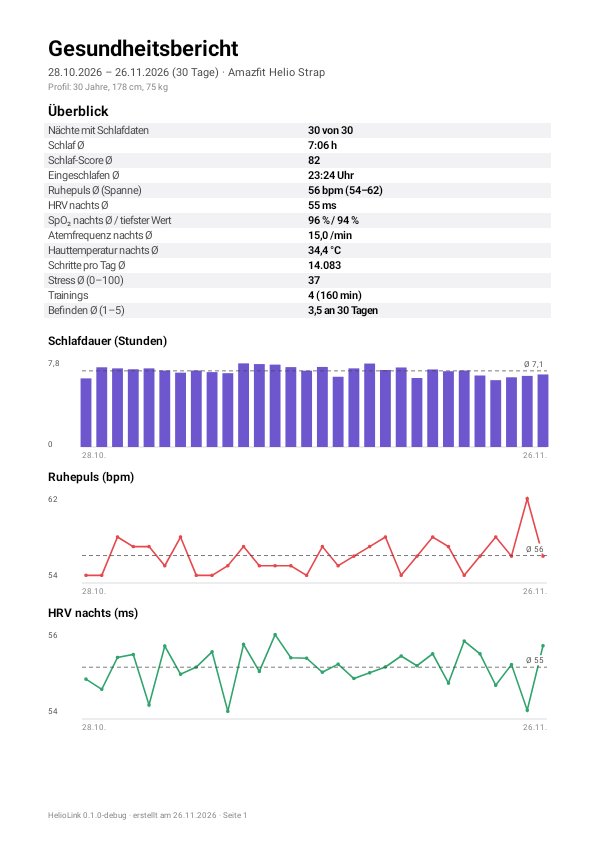 Gesundheitsbericht
28.10.2026 – 26.11.2026 (30 Tage) · Amazfit Helio Strap
Profil: 30 Jahre, 178 cm, 75 kg
Überblick
Nächte mit Schlafdaten 30 von 30
Schlaf Ø 7:06 h
Schlaf-Score Ø 82
Eingeschlafen Ø 23:24 Uhr
Ruhepuls Ø (Spanne) 56 bpm (54–62)
HRV nachts Ø 55 ms
SpO₂ nachts Ø / tiefster Wert 96 % / 94 %
Atemfrequenz nachts Ø 15,0 /min
Hauttemperatur nachts Ø 34,4 °C
Schritte pro Tag Ø 14.083
Stress Ø (0–100) 37
Trainings 4 (160 min)
Befinden Ø (1–5) 3,5 an 30 Tagen
Schlafdauer (Stunden)
7,8
Ø 7,1
0
28.10. 26.11.
Ruhepuls (bpm)
62
Ø 56
54
28.10. 26.11.
HRV nachts (ms)
56
Ø 55
54
28.10. 26.11.
HelioLink 0.1.0-debug · erstellt am 26.11.2026 · Seite 1